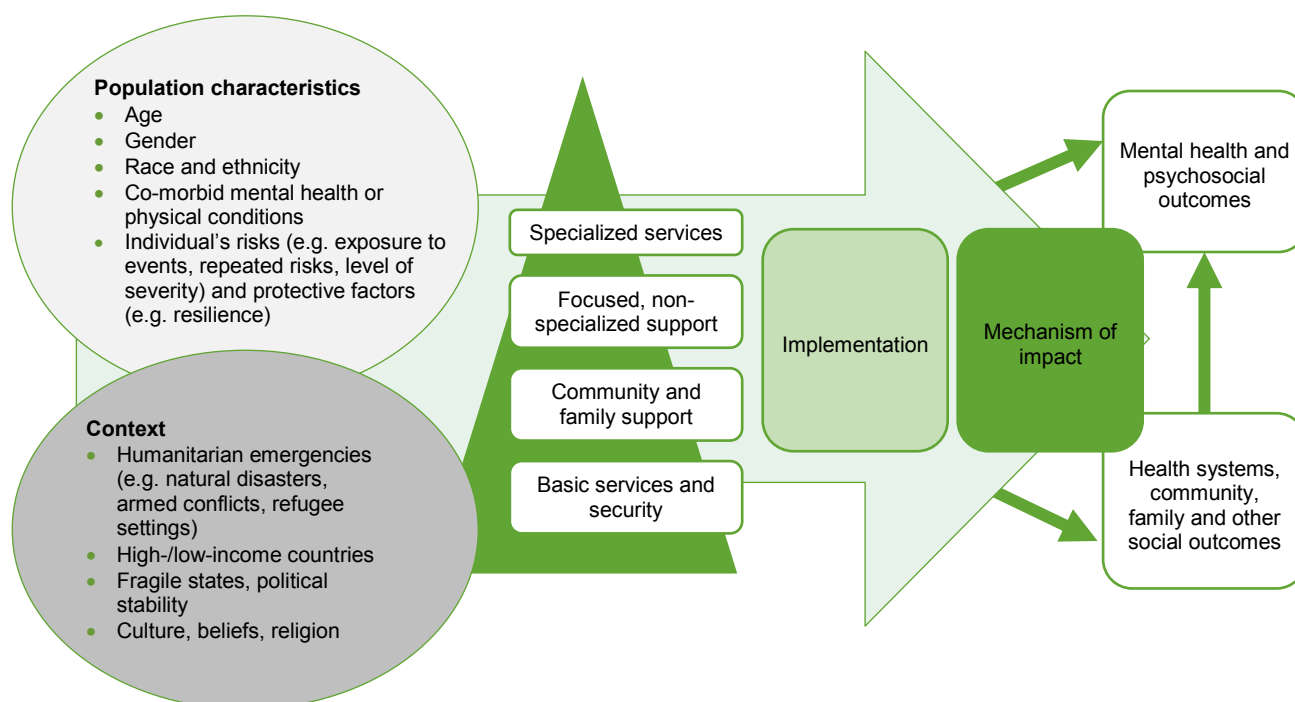 Population characteristics
• Age
• Gender
• Race and ethnicity
• Co-morbid mental health or
physical conditions
• Individual’s risks (e.g. exposure to
events, repeated risks, level of
severity) and protective factors
(e.g. resilience)
Context
• Humanitarian emergencies
(e.g. natural disasters,
armed conflicts, refugee
settings)
• High-/low-income countries
• Fragile states, political
stability
• Culture, beliefs, religion
Specialized services
Focused, non-
specialized support
Community and
family support
Basic services and
security
Implementation
Mechanism of
impact
Mental health and
psychosocial
outcomes
Health systems,
community,
family and other
social outcomes